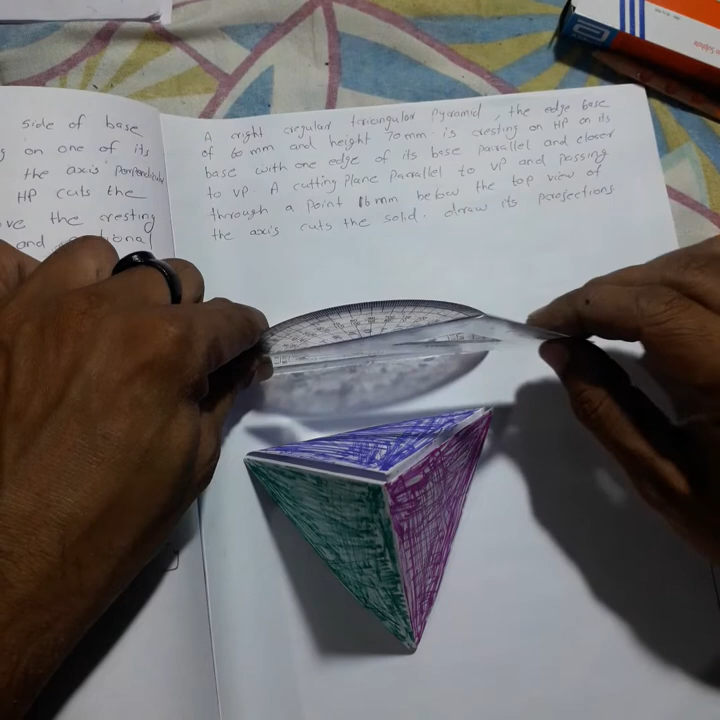 side of base
on one of its
the axis perpendicular
HP cuts the
ve the resting
and sectional
A right regular triangular pyramid, the edge base
of 60 mm and height 70 mm is resting on HP on its
base with one edge of its base parallel and closer
to VP. A cutting plane parallel to VP and passing
through a point 16 mm below the top view of
the axis cuts the solid. draw its projections